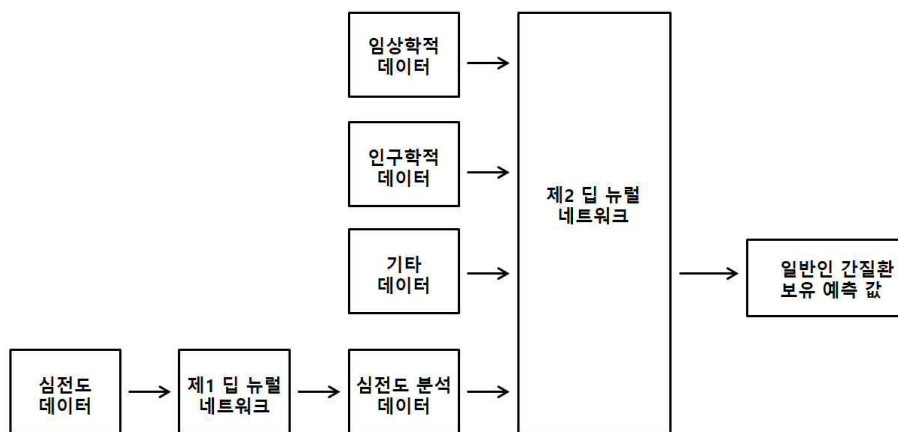 임상학적
데이터
인구학적
데이터
기타
데이터
심전도
데이터
제1 딥 뉴럴
네트워크
심전도 분석
데이터
제2 딥 뉴럴
네트워크
일반인 간질환
보유 예측 값